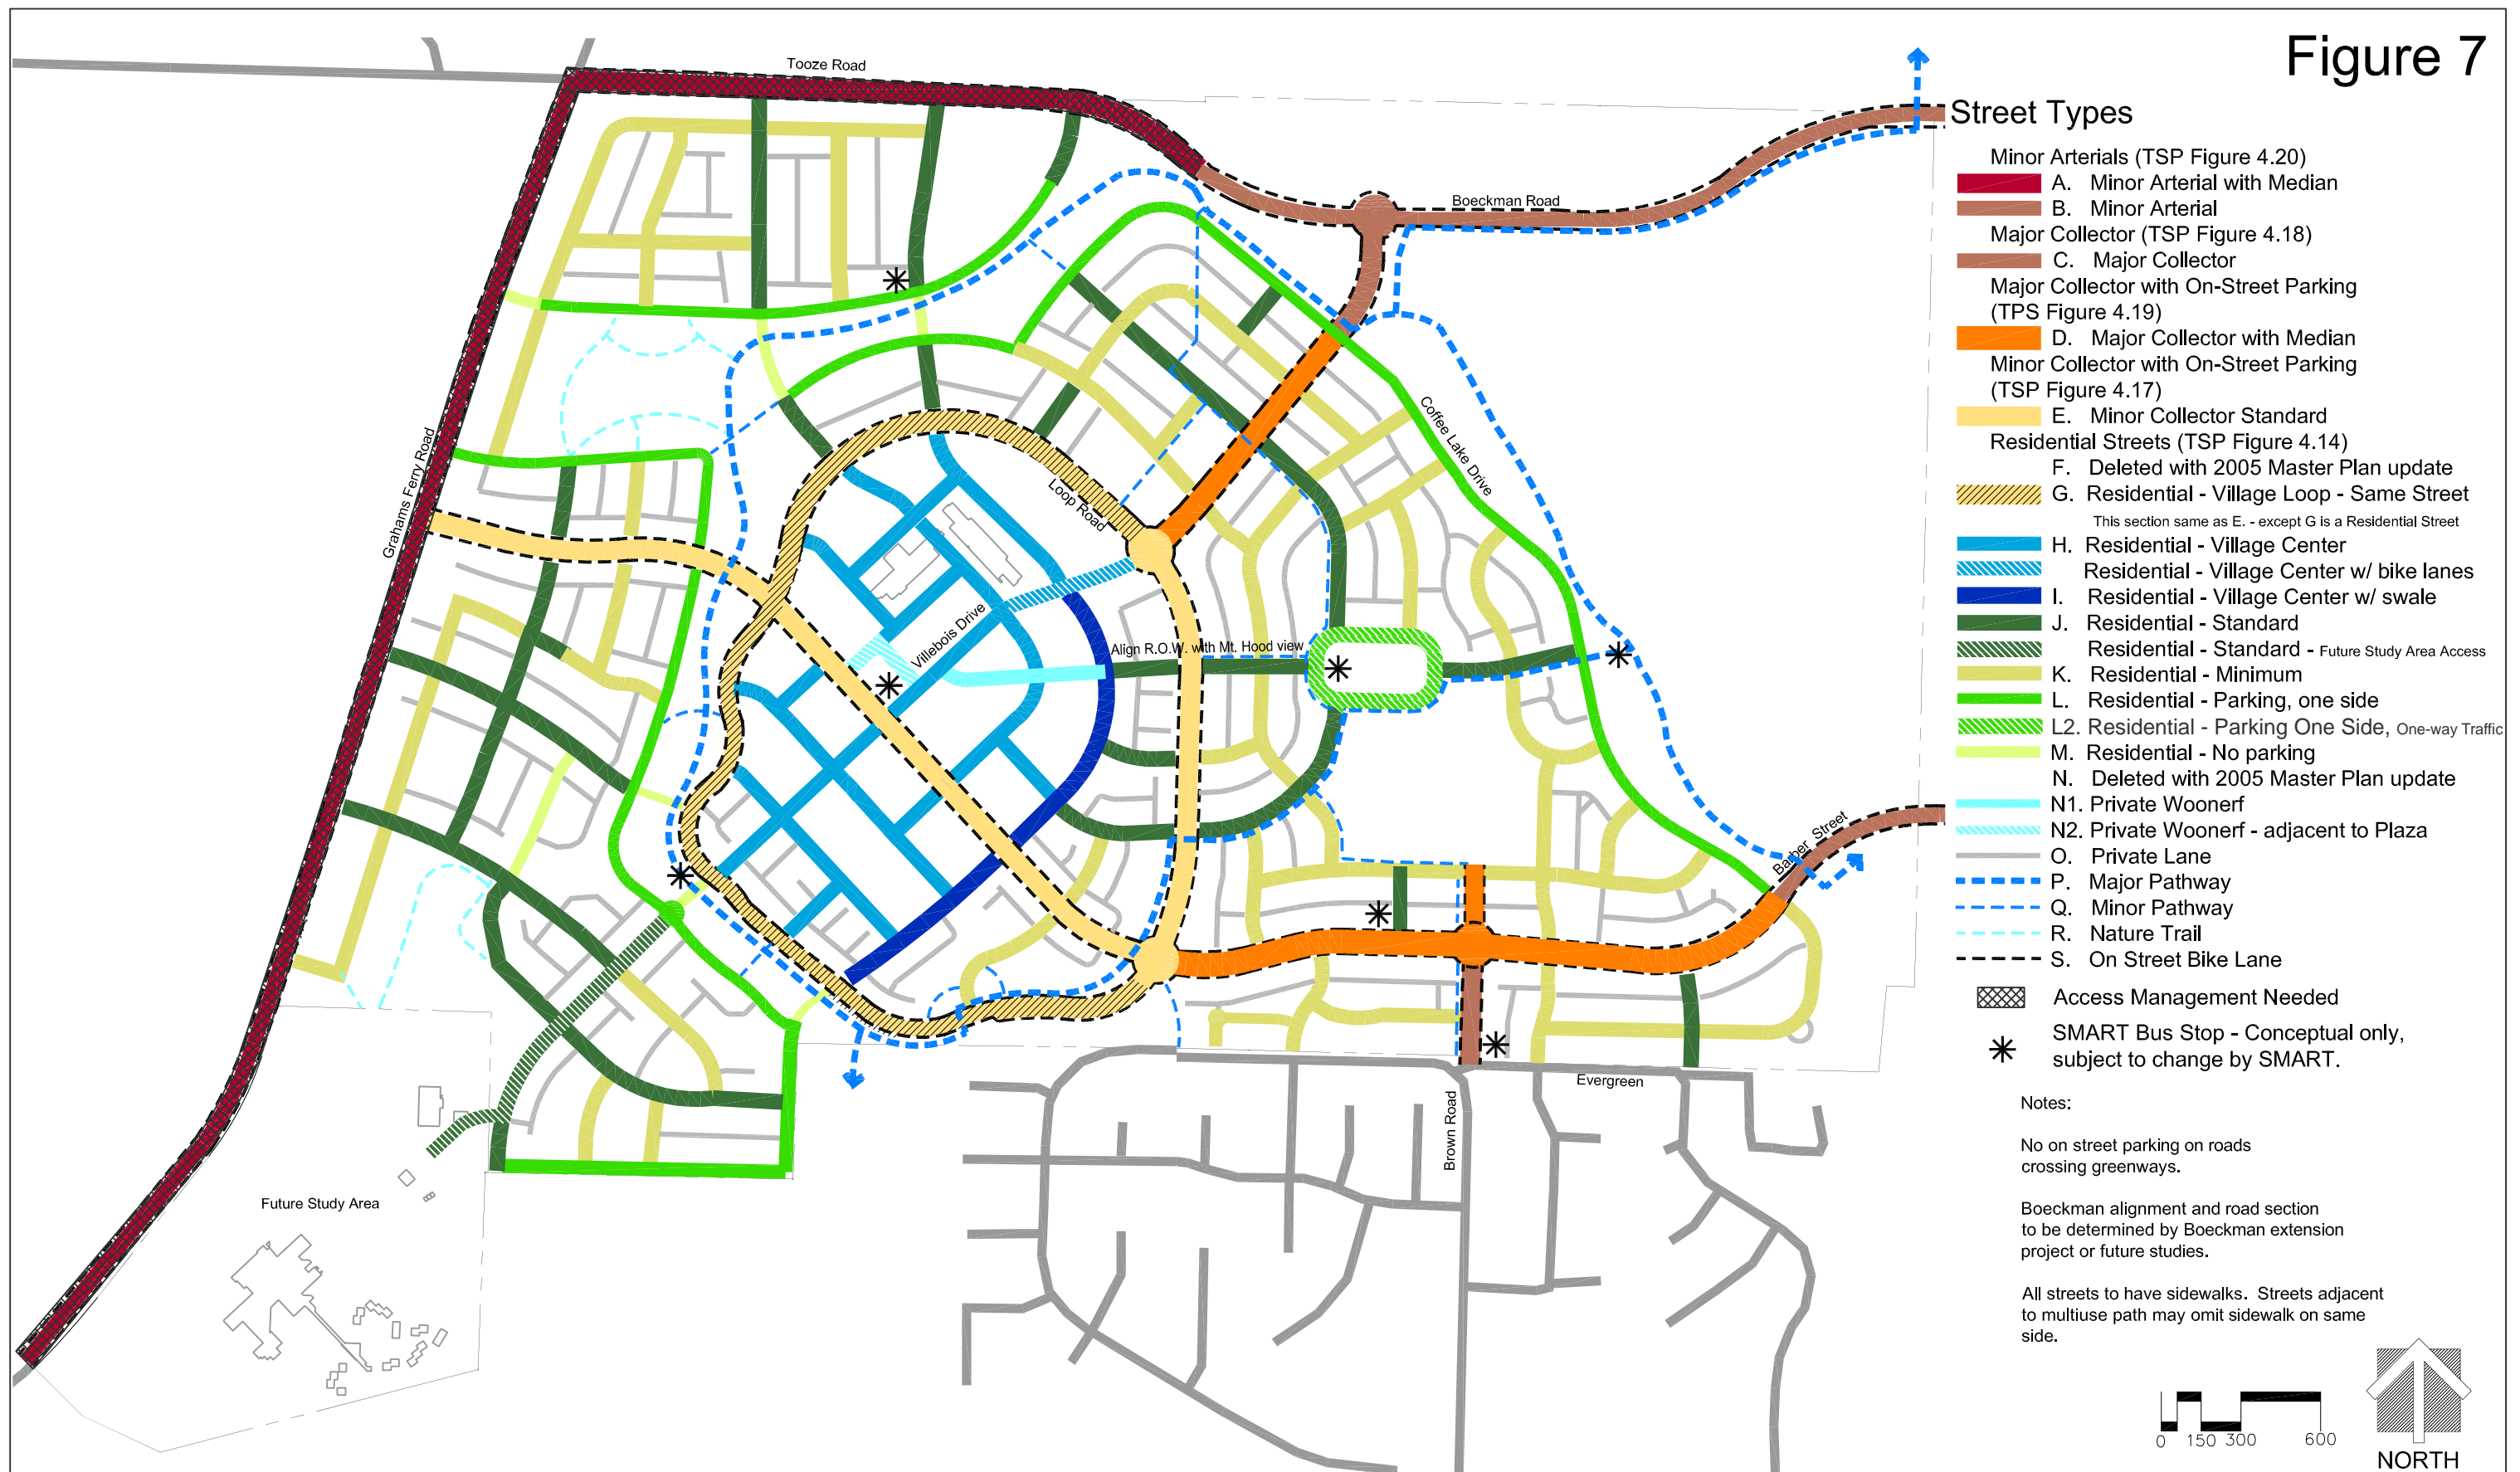 Figure 7
Tooze Road
Boeckman Road
Grahams Ferry Road
Coffee Lake Drive
Loop Road
Villebois Drive
Align R.O.W. with Mt. Hood view
Barber Street
Evergreen
Brown Road
Future Study Area
Street Types
Minor Arterials (TSP Figure 4.20)
A. Minor Arterial with Median
B. Minor Arterial
Major Collector (TSP Figure 4.18)
C. Major Collector
Major Collector with On-Street Parking
(TPS Figure 4.19)
D. Major Collector with Median
Minor Collector with On-Street Parking
(TSP Figure 4.17)
E. Minor Collector Standard
Residential Streets (TSP Figure 4.14)
F. Deleted with 2005 Master Plan update
G. Residential - Village Loop - Same Street
This section same as E. - except G is a Residential Street
H. Residential - Village Center
Residential - Village Center w/ bike lanes
I. Residential - Village Center w/ swale
J. Residential - Standard
Residential - Standard - Future Study Area Access
K. Residential - Minimum
L. Residential - Parking, one side
L2. Residential - Parking One Side, One-way Traffic
M. Residential - No parking
N. Deleted with 2005 Master Plan update
N1. Private Woonerf
N2. Private Woonerf - adjacent to Plaza
O. Private Lane
P. Major Pathway
Q. Minor Pathway
R. Nature Trail
S. On Street Bike Lane
Access Management Needed
SMART Bus Stop - Conceptual only,
subject to change by SMART.
Notes:
No on street parking on roads
crossing greenways.
Boeckman alignment and road section
to be determined by Boeckman extension
project or future studies.
All streets to have sidewalks. Streets adjacent
to multiuse path may omit sidewalk on same
side.
0 150 300 600
NORTH